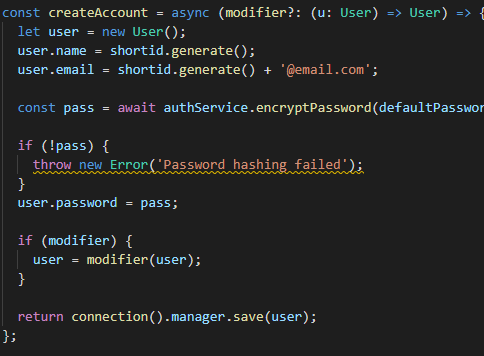 const createAccount = async (modifier?: (u: User) => User) => {
let user = new User();
user.name = shortid.generate();
user.email = shortid.generate() + '@email.com';
const pass = await authService.encryptPassword(defaultPasswor
if (!pass) {
throw new Error('Password hashing failed');
}
user.password = pass;
if (modifier) {
user = modifier(user);
}
return connection().manager.save(user);
};